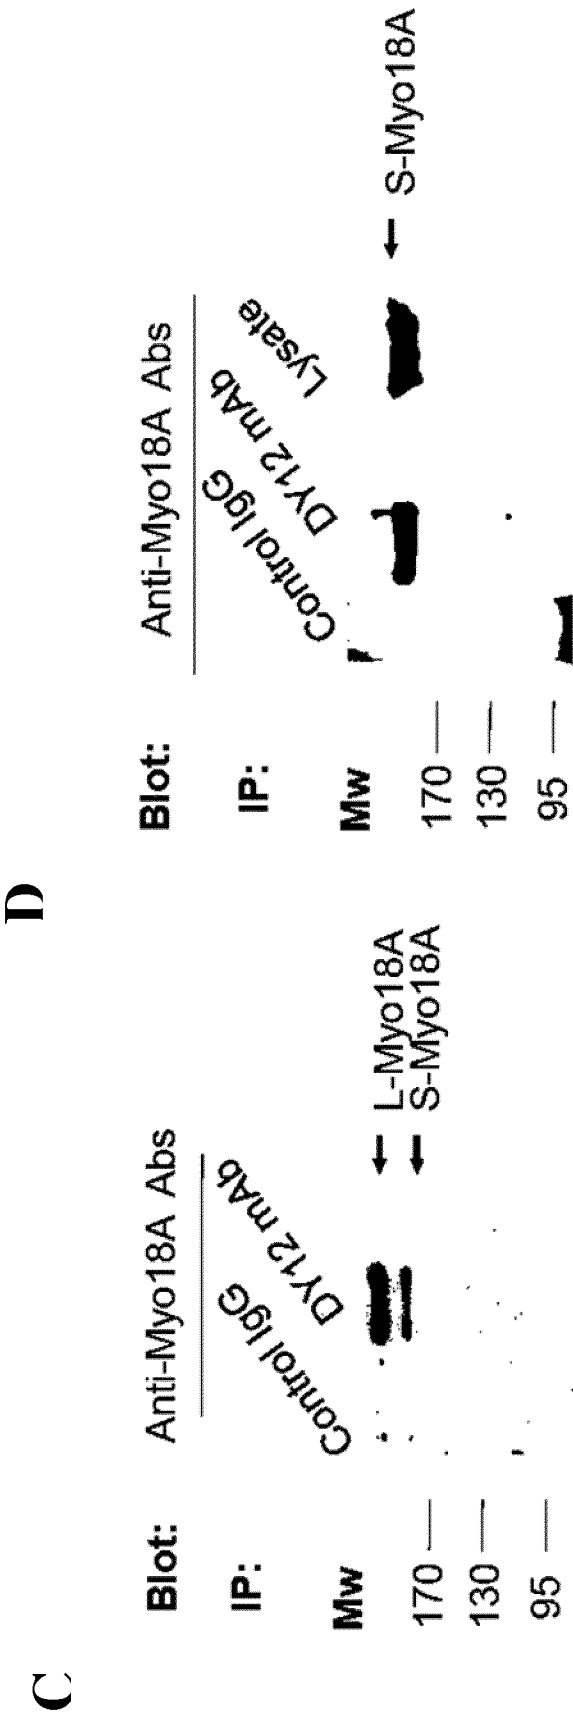 C
Blot: Anti-Myo18A Abs
IP: Control IgG DY12 mAb
Mw
L-Myo18A
S-Myo18A
170
130
95
D
Blot: Anti-Myo18A Abs
IP: Control IgG DY12 mAb Lysate
Mw
S-Myo18A
170
130
95